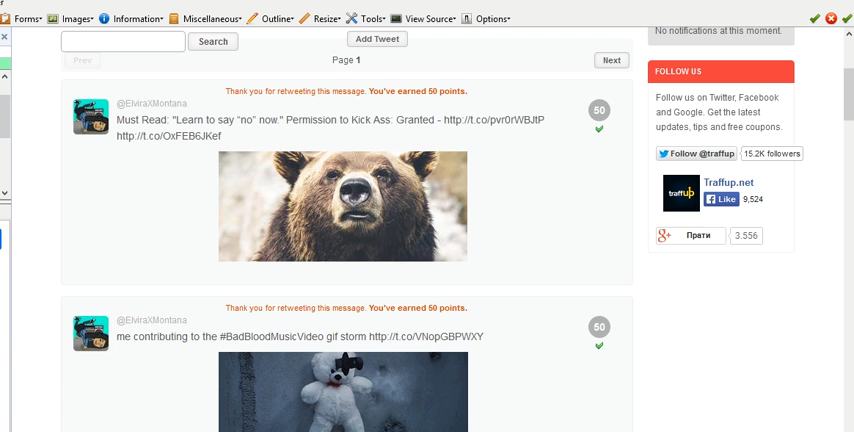 Forms▾ Images▾ Information▾ Miscellaneous▾ Outline▾ Resize▾ Tools▾ View Source▾ Options▾
No notifications at this moment.
Search
Add Tweet
Prev
Page 1
Next
Thank you for retweeting this message. You've earned 50 points.
@ElviraXMontana
50
Must Read: "Learn to say “no” now." Permission to Kick Ass: Granted - http://t.co/pvr0rWBJtP
http://t.co/OxFEB6JKef
Thank you for retweeting this message. You've earned 50 points.
@ElviraXMontana
50
me contributing to the #BadBloodMusicVideo gif storm http://t.co/VNopGBPWXY
FOLLOW US
Follow us on Twitter, Facebook
and Google. Get the latest
updates, tips and free coupons.
Follow @traffup
15.2K followers
traffup
Traffup.net
Like
9,524
Прати
3.556